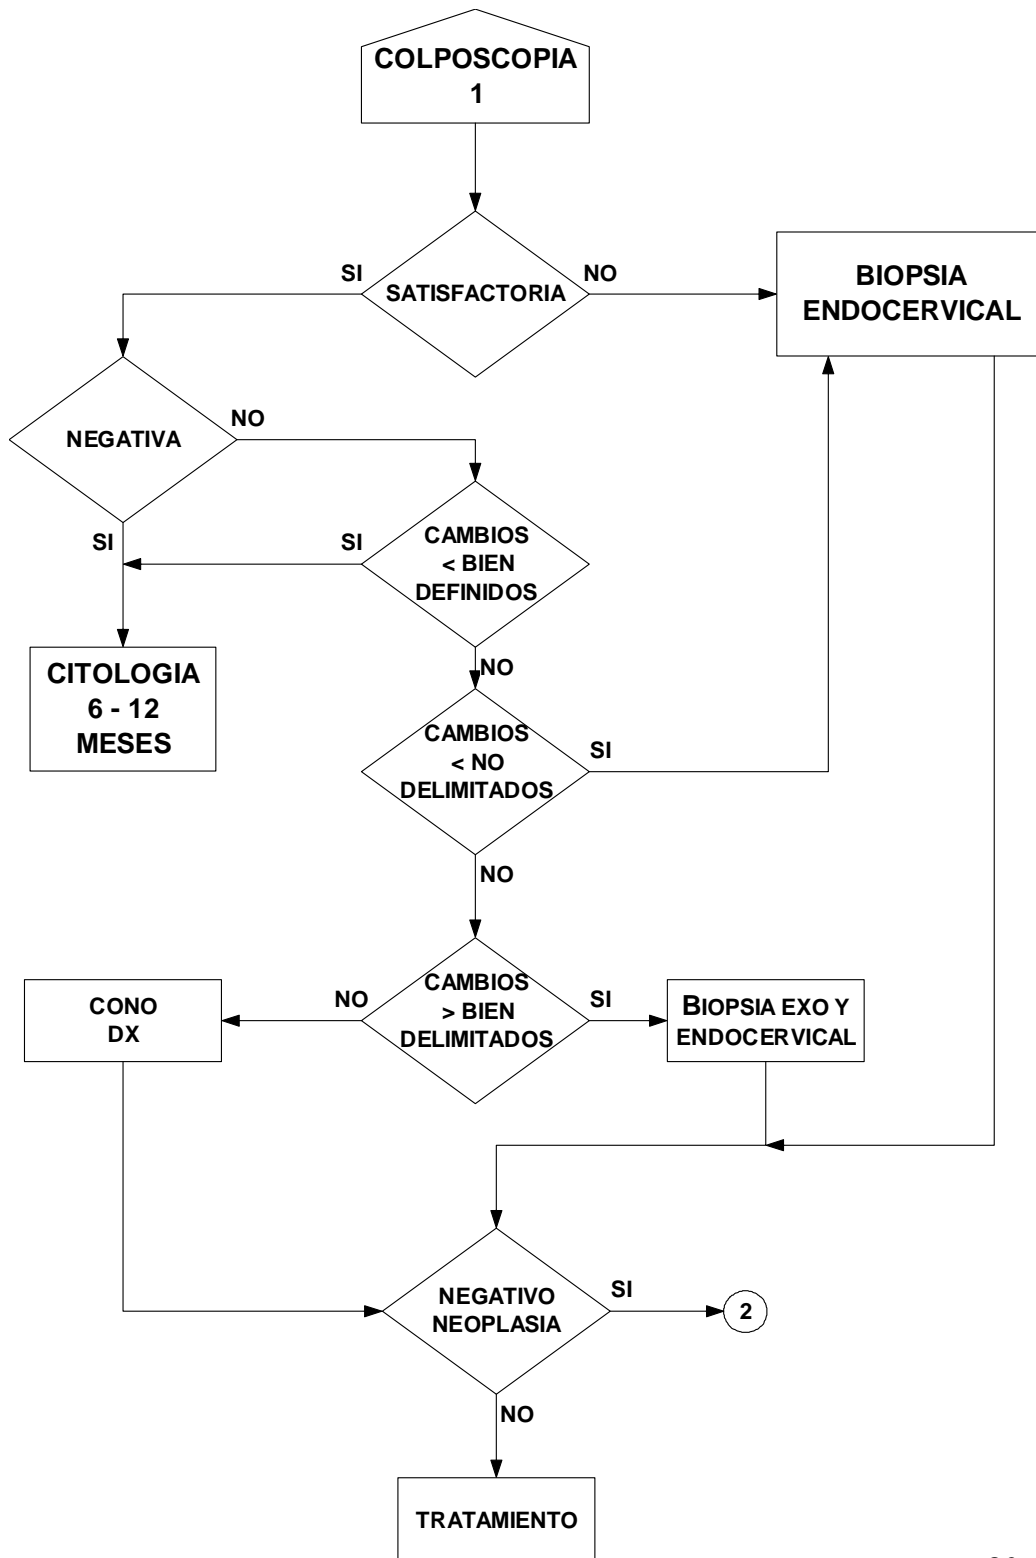 COLPOSCOPIA
1
SI
SATISFACTORIA
NO
BIOPSIA
ENDOCERVICAL
NEGATIVA
NO
SI
SI
CAMBIOS
< BIEN
DEFINIDOS
NO
CITOLOGIA
6 - 12
MESES
CAMBIOS
< NO
DELIMITADOS
SI
NO
CONO
DX
NO
CAMBIOS
> BIEN
DELIMITADOS
SI
BIOPSIA EXO Y
ENDOCERVICAL
NEGATIVO
NEOPLASIA
SI
2
NO
TRATAMIENTO